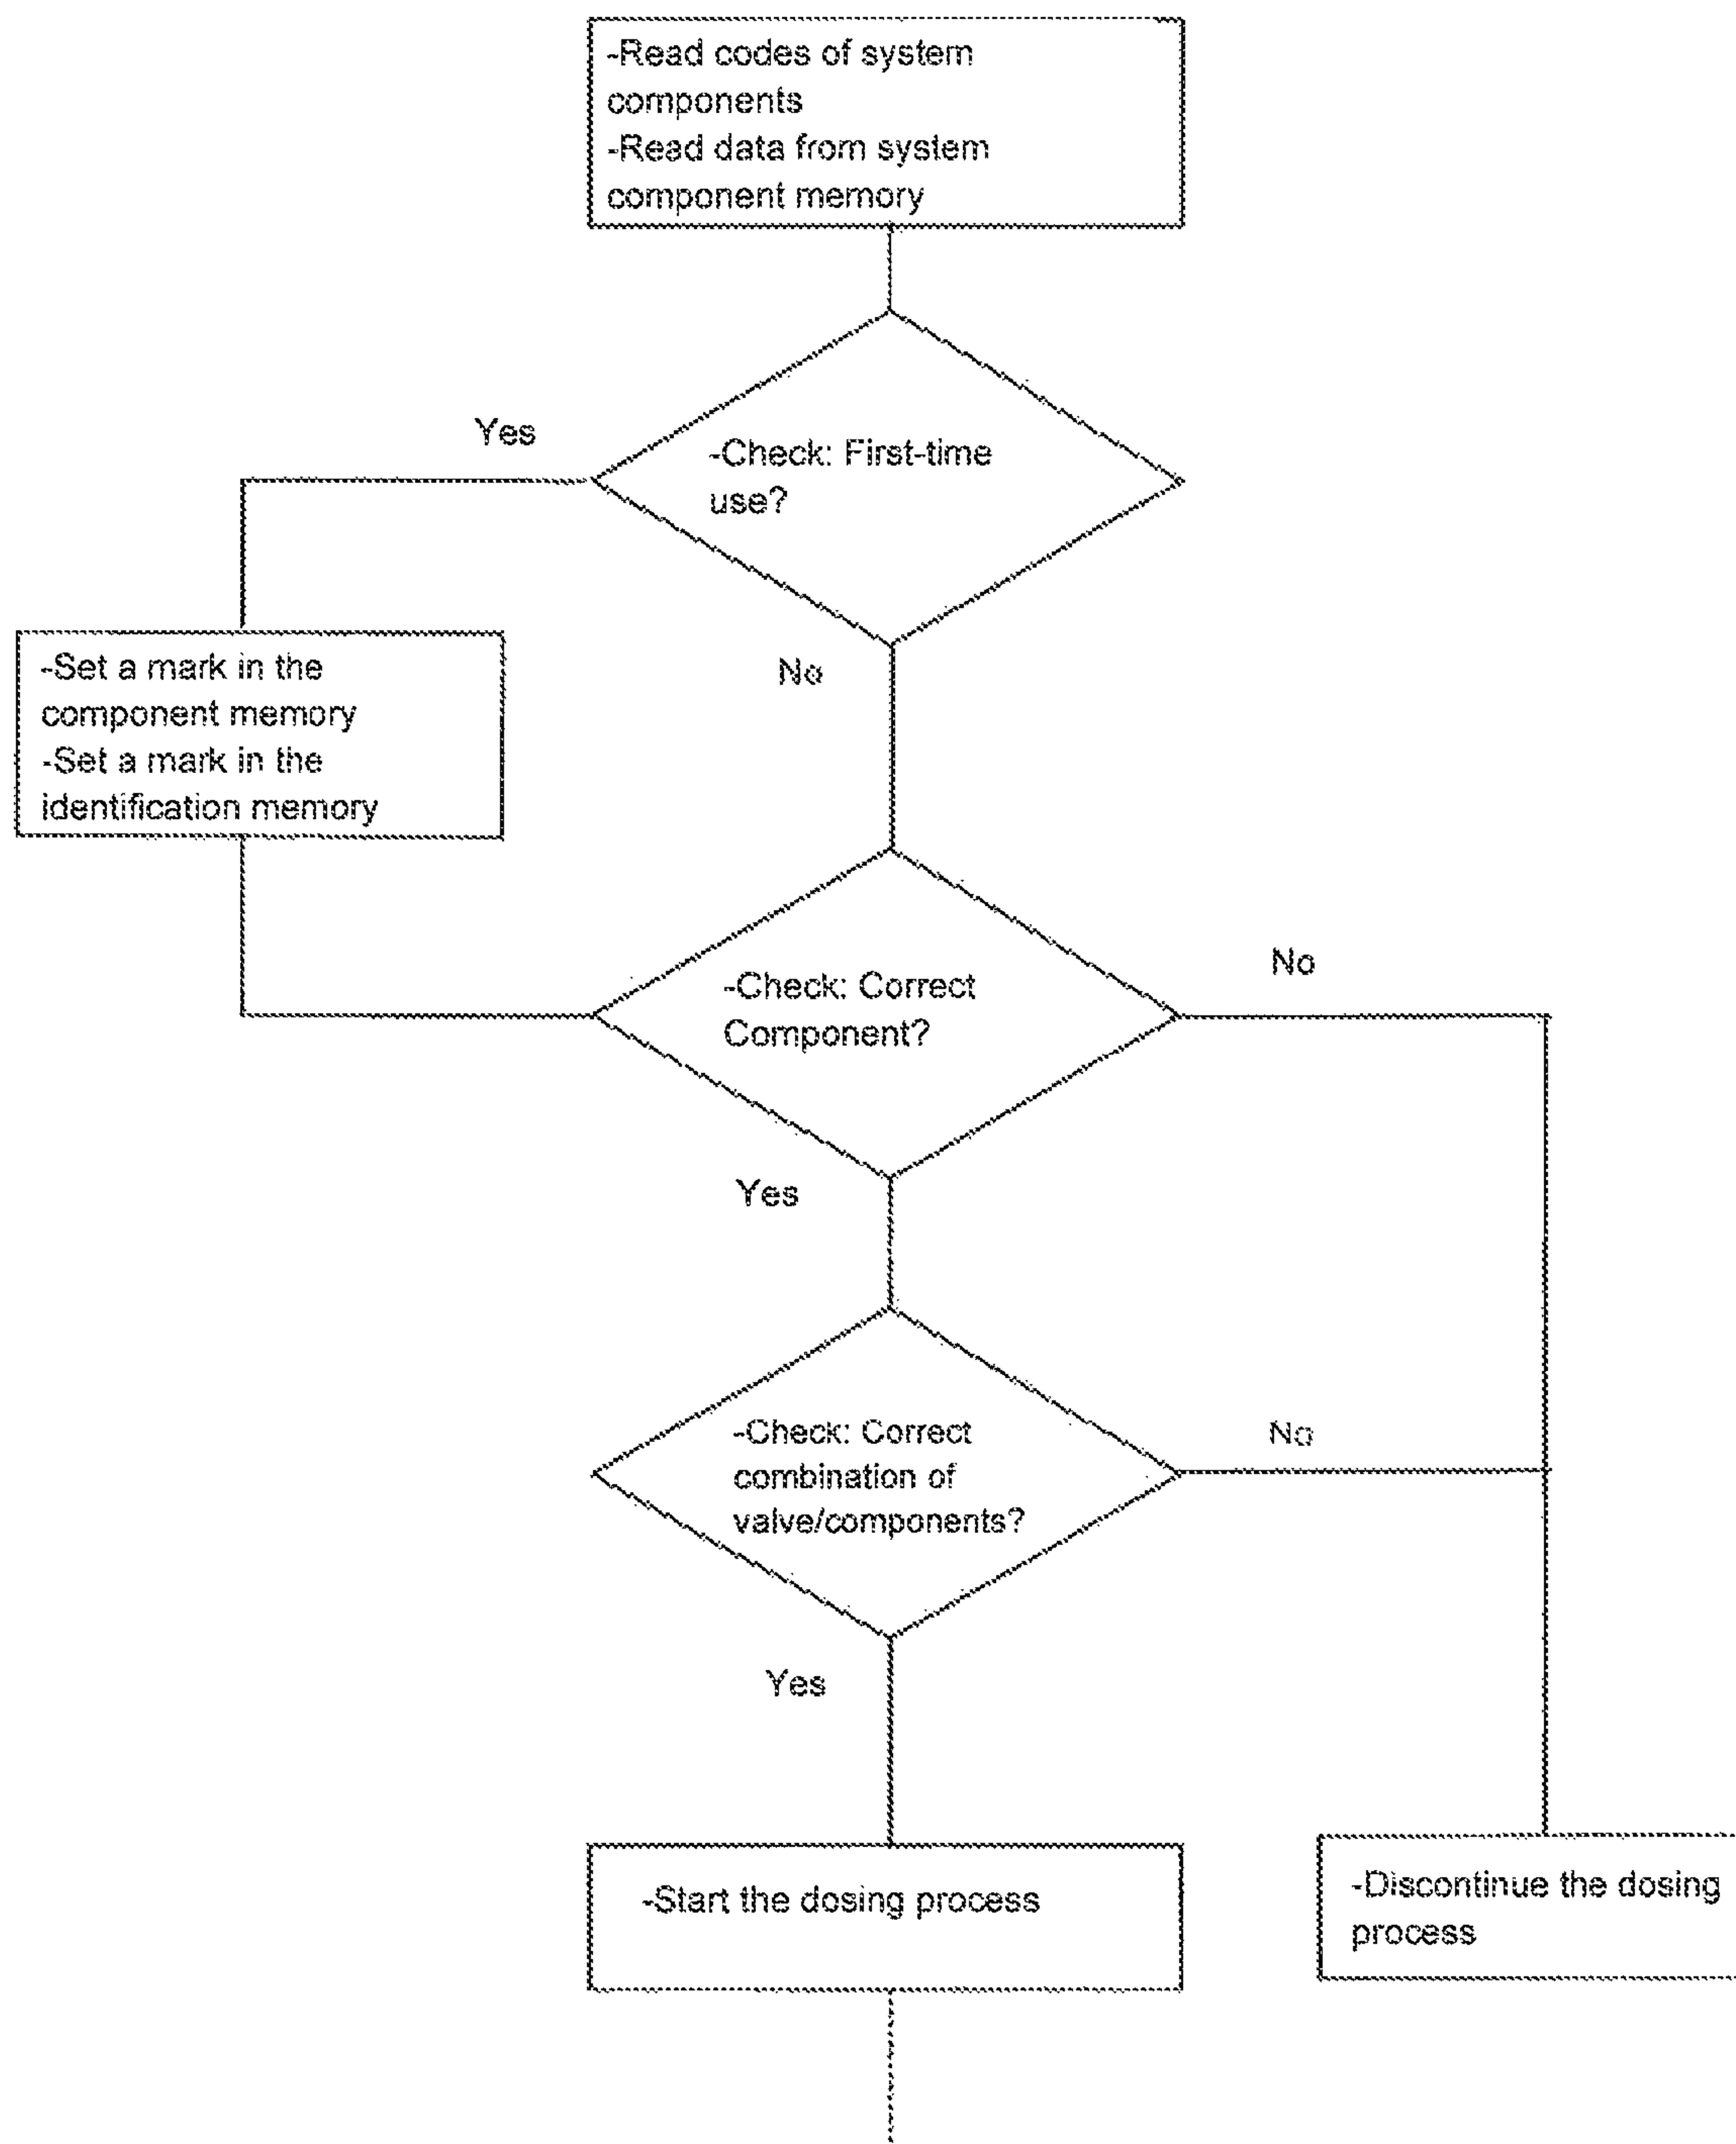 -Read codes of system
components
-Read data from system
component memory
Yes
-Check: First-time
use?
No
-Set a mark in the
component memory
-Set a mark in the
identification memory
-Check: Correct
Component?
No
Yes
-Check: Correct
combination of
valve/components?
No
Yes
-Start the dosing process
-Discontinue the dosing
process